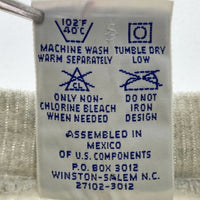 102°F
40°C
MACHINE WASH
WARM SEPARATELY
TUMBLE DRY
LOW
CL
ONLY NON-
CHLORINE BLEACH
WHEN NEEDED
DO NOT
IRON
DESIGN
ASSEMBLED IN
MEXICO
OF U.S. COMPONENTS
P.O. BOX 3012
WINSTON-SALEM N.C.
27102-3012